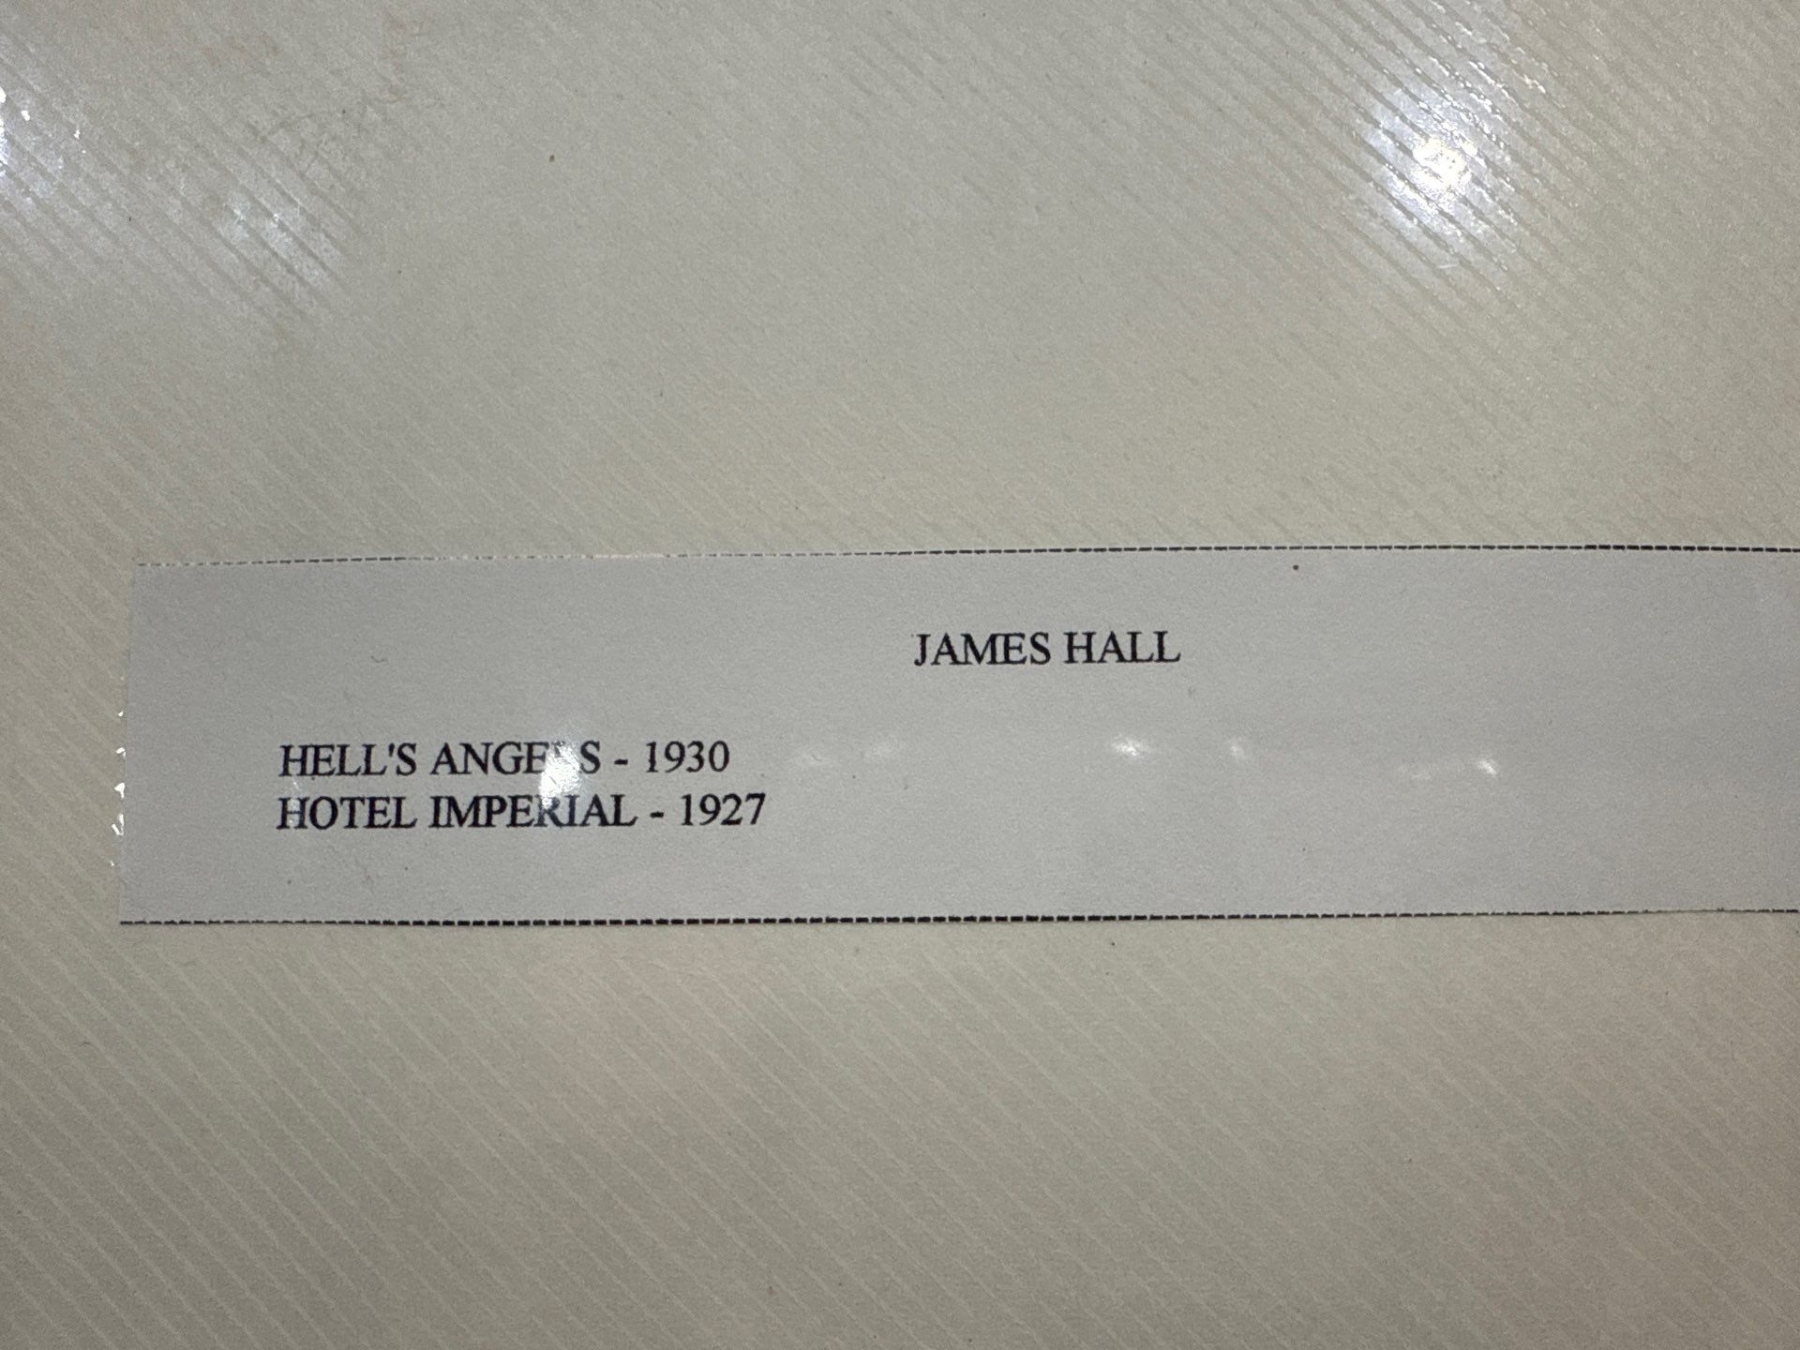 JAMES HALL
HELL'S ANGELS - 1930
HOTEL IMPERIAL - 1927